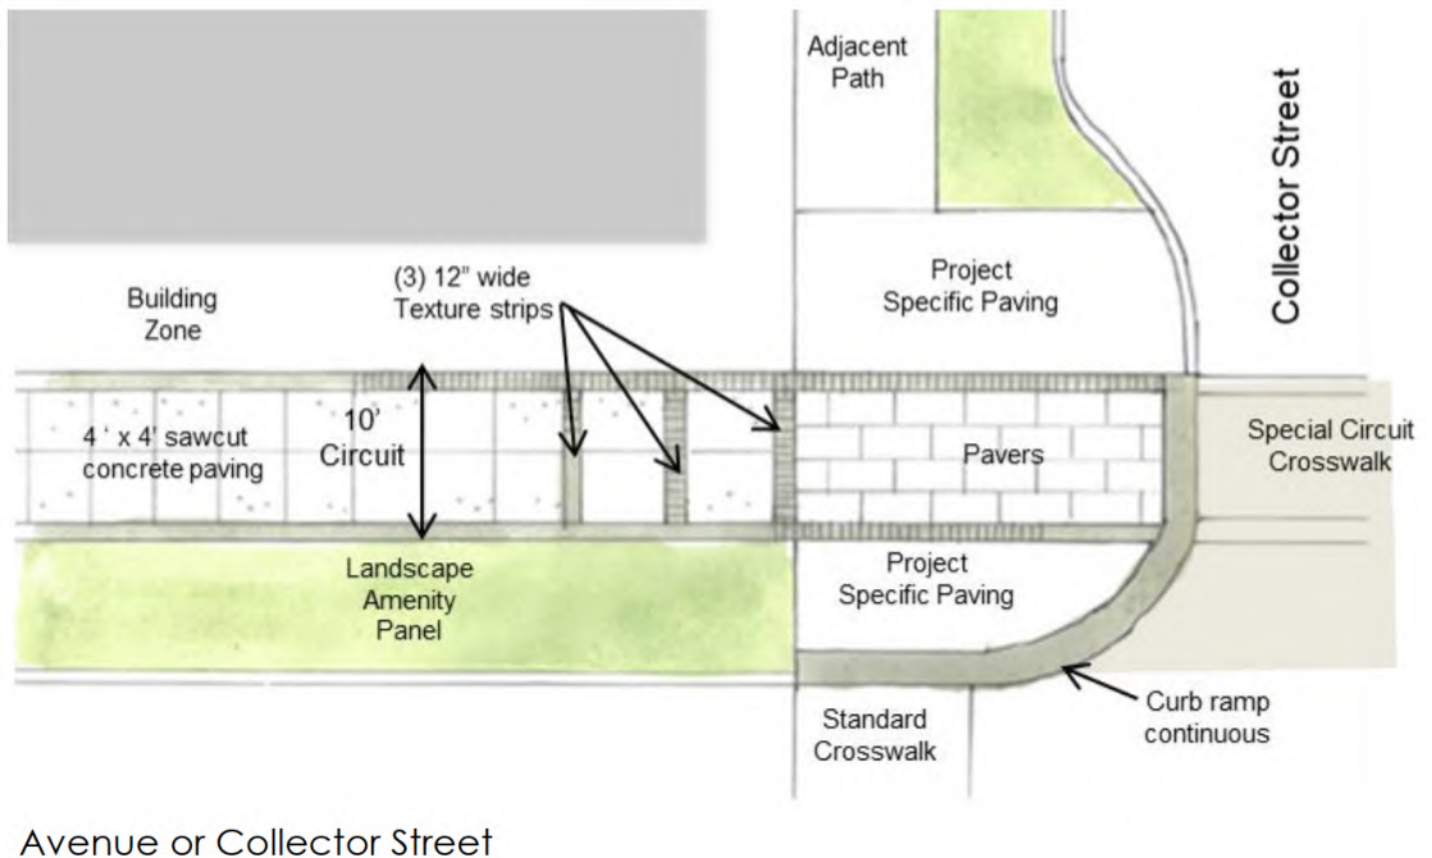 Adjacent
Path
Collector Street
Project
Specific Paving
(3) 12" wide
Texture strips
Building
Zone
10'
Circuit
4 ' x 4' sawcut
concrete paving
Pavers
Special Circuit
Crosswalk
Landscape
Amenity
Panel
Project
Specific Paving
Curb ramp
continuous
Standard
Crosswalk
Avenue or Collector Street